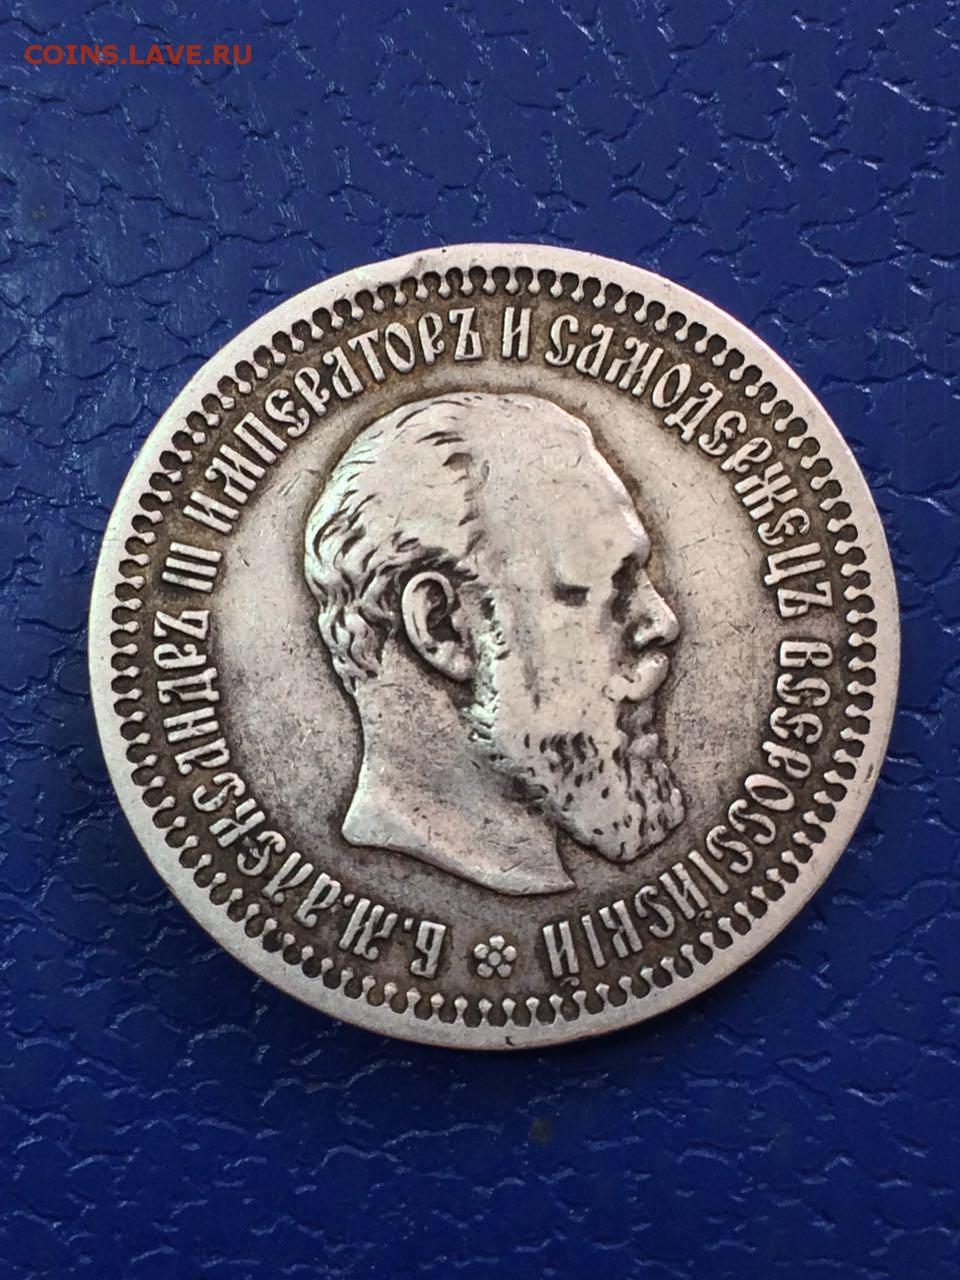 COINS.LAVE.RU
Б.М. АЛЕКСАНДРЪ III ИМПЕРАТОРЪ И САМОДЕРЖЕЦЪ ВСЕРОССІЙСКІЙ